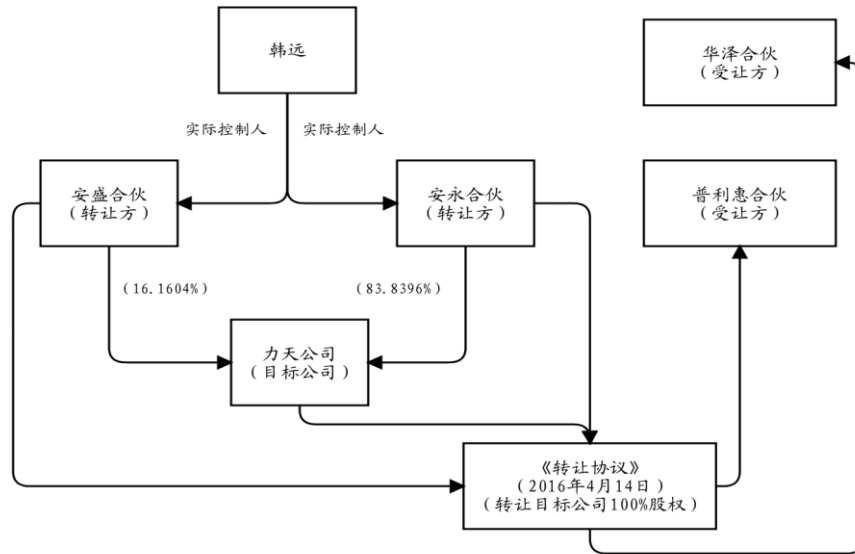 韩远
华泽合伙
（受让方）
实际控制人
实际控制人
安盛合伙
（转让方）
安永合伙
（转让方）
普利惠合伙
（受让方）
（16.1604%）
（83.8396%）
力天公司
（目标公司）
《转让协议》
（2016年4月14日）
（转让目标公司100%股权）